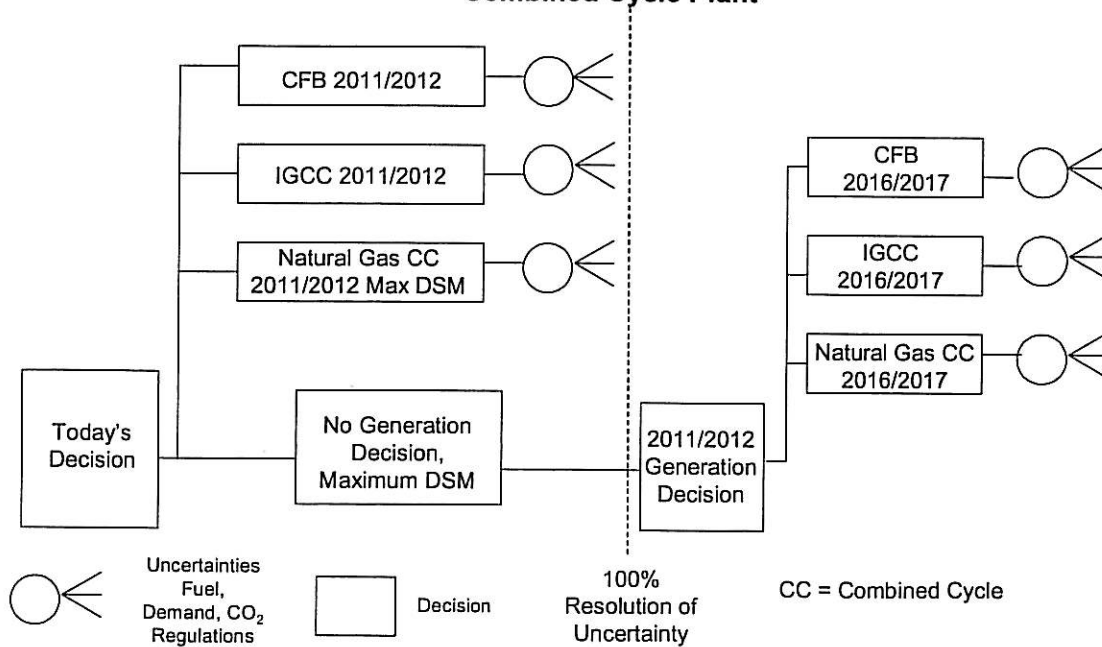 Combined Cycle Plant
CFB 2011/2012
IGCC 2011/2012
Natural Gas CC
2011/2012 Max DSM
CFB
2016/2017
IGCC
2016/2017
Natural Gas CC
2016/2017
Today's
Decision
No Generation
Decision,
Maximum DSM
2011/2012
Generation
Decision
Uncertainties
Fuel,
Demand, CO₂
Regulations
Decision
100%
Resolution of
Uncertainty
CC = Combined Cycle